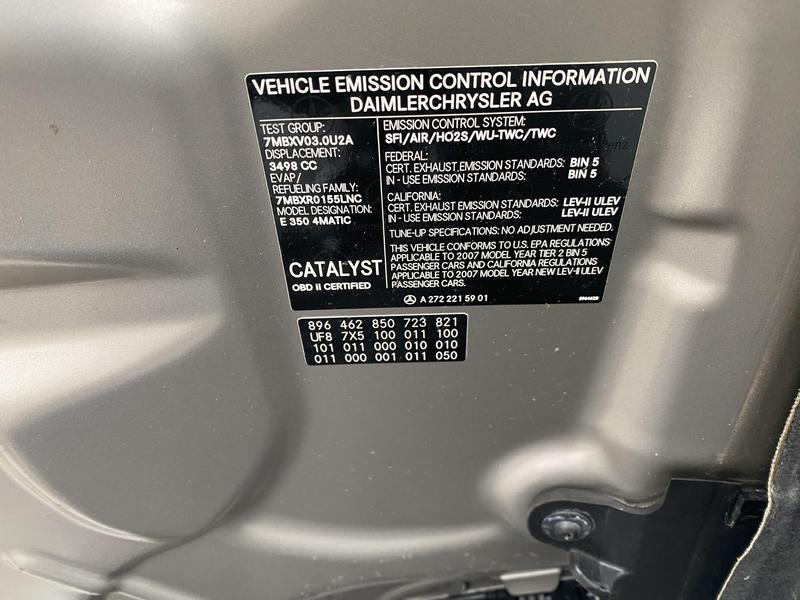 VEHICLE EMISSION CONTROL INFORMATION
DAIMLERCHRYSLER AG
TEST GROUP:
7MBXV03.0U2A
DISPLACEMENT:
3498 CC
EVAP/
REFUELING FAMILY:
7MBXR0155LNC
MODEL DESIGNATION:
E 350 4MATIC
CATALYST
OBD II CERTIFIED
EMISSION CONTROL SYSTEM:
SFI/AIR/HO2S/WU-TWC/TWC
FEDERAL:
CERT. EXHAUST EMISSION STANDARDS: BIN 5
IN - USE EMISSION STANDARDS: BIN 5
CALIFORNIA:
CERT. EXHAUST EMISSION STANDARDS: LEV-II ULEV
IN - USE EMISSION STANDARDS: LEV-II ULEV
TUNE-UP SPECIFICATIONS: NO ADJUSTMENT NEEDED.
THIS VEHICLE CONFORMS TO U.S. EPA REGULATIONS
APPLICABLE TO 2007 MODEL YEAR TIER 2 BIN 5
PASSENGER CARS AND CALIFORNIA REGULATIONS
APPLICABLE TO 2007 MODEL YEAR NEW LEV-II ULEV
PASSENGER CARS.
A 272 221 59 01
896 462 850 723 821
UF8 7X5 100 011 100
101 011 000 010 010
011 000 001 011 050